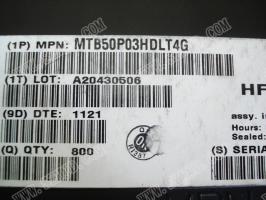 (1P) MPN: MTB50P03HDLT4G
(1T) LOT: A20430506
HF
(9D) DTE: 1121
assy. i
Hours:
Sealed:
(Q) QTY: 800
(S) SERIA